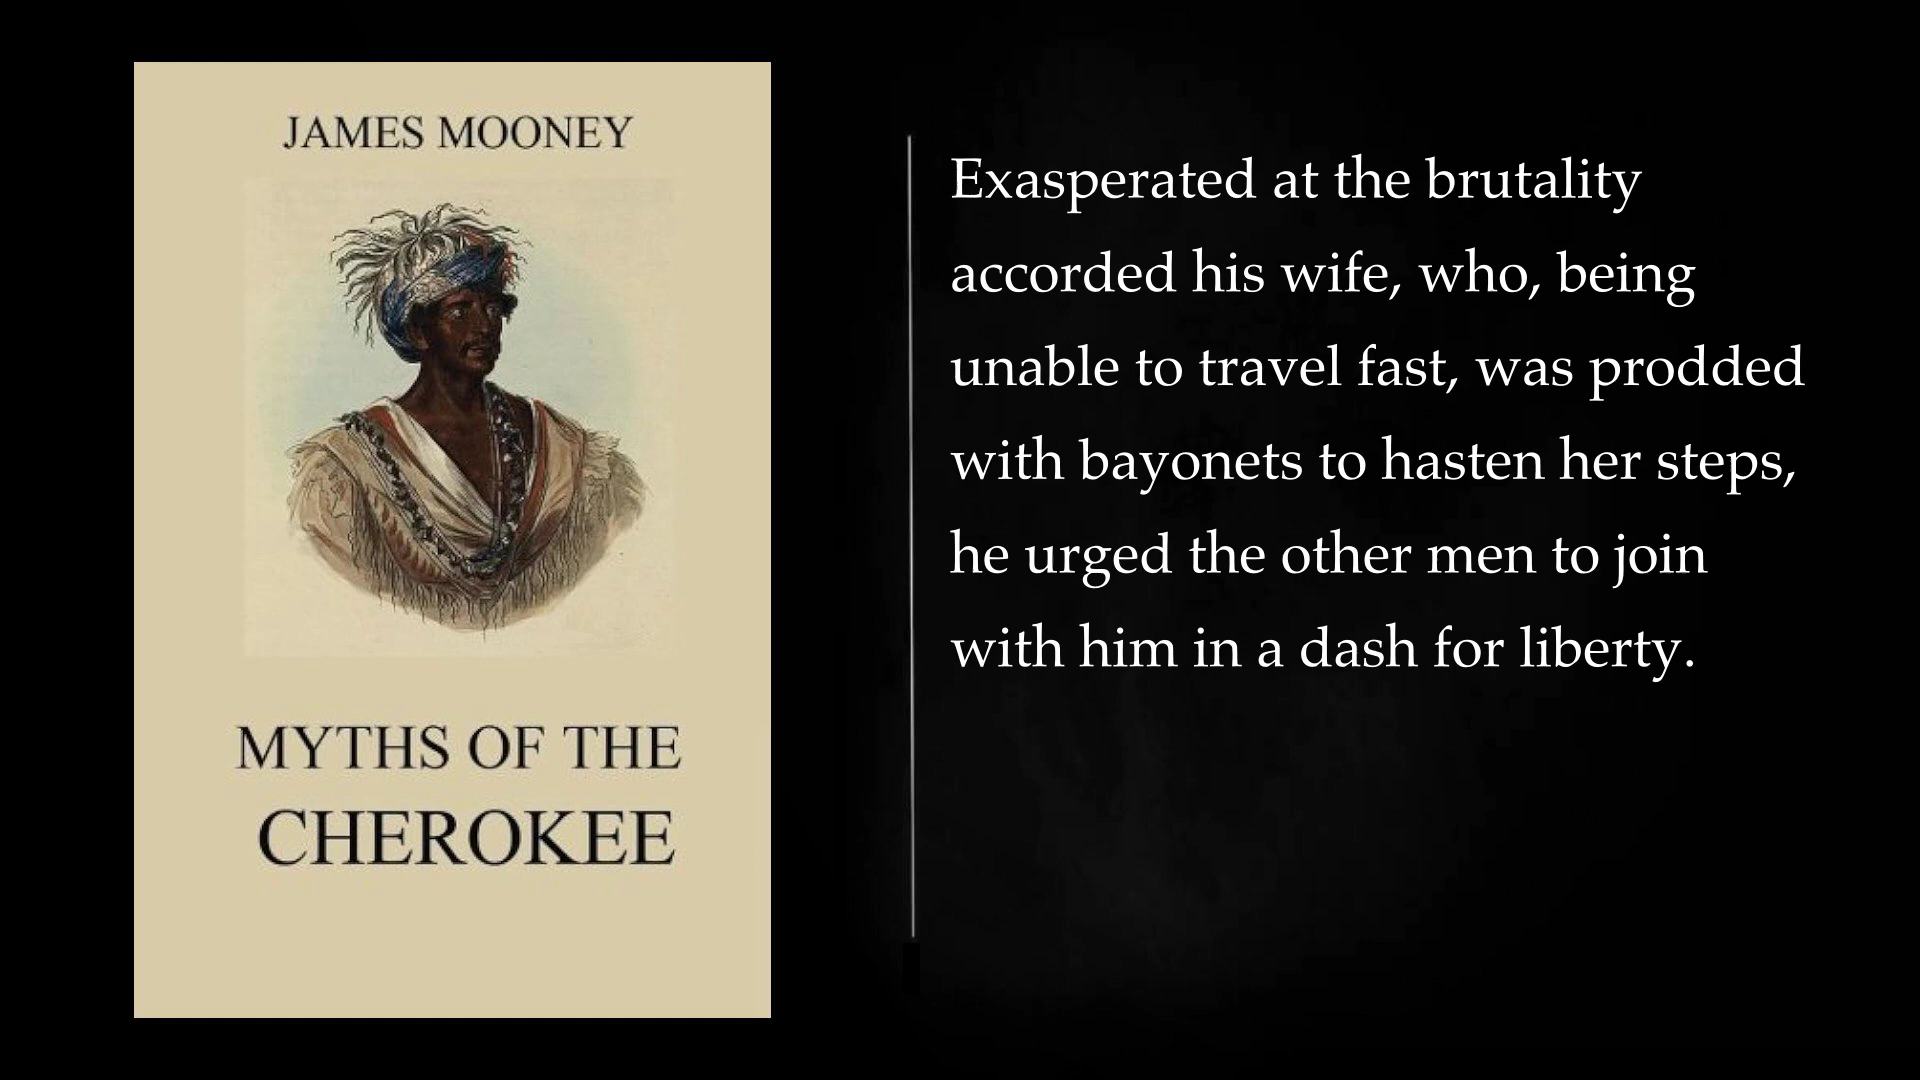 JAMES MOONEY
MYTHS OF THE
CHEROKEE
Exasperated at the brutality
accorded his wife, who, being
unable to travel fast, was prodded
with bayonets to hasten her steps,
he urged the other men to join
with him in a dash for liberty.